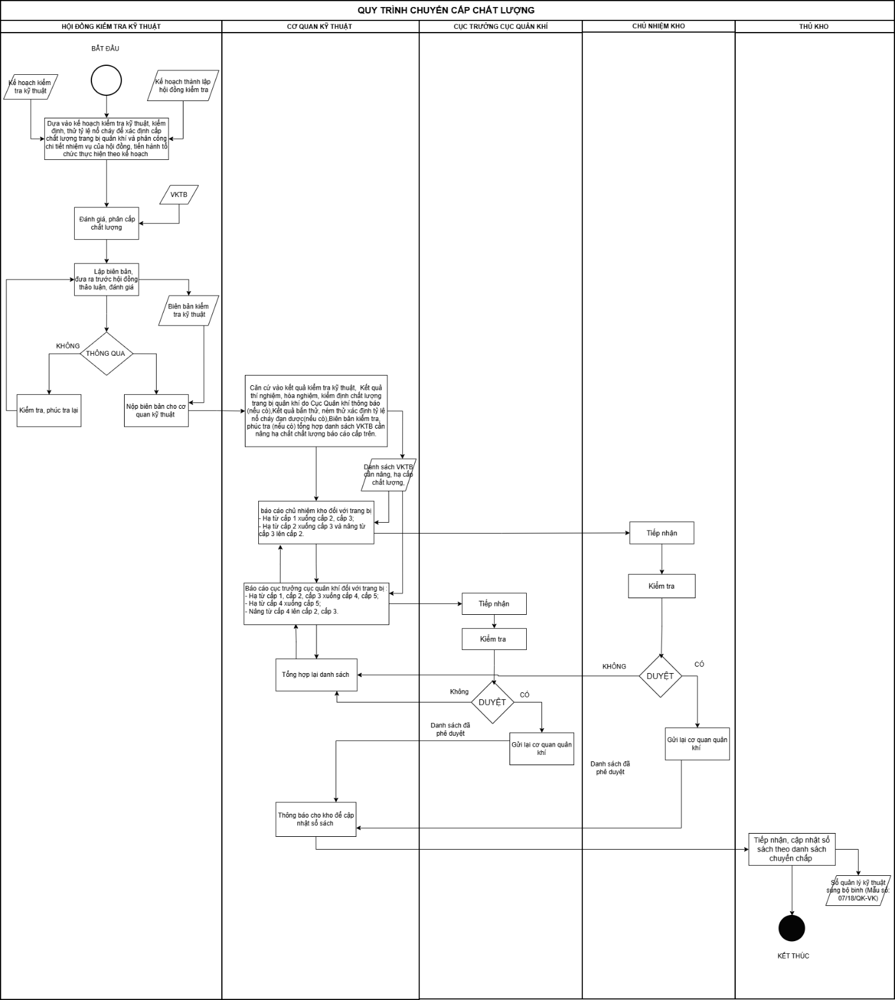 QUY TRÌNH CHUYỂN CẤP CHẤT LƯỢNG
HỘI ĐỒNG KIỂM TRA KỸ THUẬT
CƠ QUAN KỸ THUẬT
CỤC TRƯỞNG CỤC QUÂN KHÍ
CHỦ NHIỆM KHO
THỦ KHO
BẮT ĐẦU
Kế hoạch kiểm
tra kỹ thuật
Kế hoạch thành lập
hội đồng kiểm tra
Dựa vào kế hoạch kiểm tra kỹ thuật, kiểm
định, thử tỷ lệ nổ cháy để xác định cấp
chất lượng trang bị quân khí và phân công
chi tiết nhiệm vụ của hội đồng, tiến hành tổ
chức thực hiện theo kế hoạch
VKTB
Đánh giá, phân cấp
chất lượng
Lập biên bản,
đưa ra trước hội đồng
thảo luận, đánh giá
Biên bản kiểm
tra kỹ thuật
KHÔNG
THÔNG QUA
Kiểm tra, phúc tra lại
Nộp biên bản cho cơ
quan kỹ thuật
Căn cứ vào kết quả kiểm tra kỹ thuật, Kết quả
thí nghiệm, hòa nghiệm, kiểm định chất lượng
trang bị quân khí do Cục Quân khí thông báo
(nếu có),Kết quả bắn thử, ném thử xác định tỷ lệ
nổ cháy đạn dược(nếu có),Biên bản kiểm tra,
phúc tra (nếu có) tổng hợp danh sách VKTB cần
nâng hạ chất chất lượng báo cáo cấp trên.
Danh sách VKTB
cần nâng, hạ cấp
chất lượng,
báo cáo chủ nhiệm kho đối với trang bị
- Hạ từ cấp 1 xuống cấp 2, cấp 3;
- Hạ từ cấp 2 xuống cấp 3 và nâng từ
cấp 3 lên cấp 2.
Tiếp nhận
Kiểm tra
Báo cáo cục trưởng cục quân khí đối với trang bị :
- Hạ từ cấp 1, cấp 2, cấp 3 xuống cấp 4, cấp 5;
- Hạ từ cấp 4 xuống cấp 5;
- Nâng từ cấp 4 lên cấp 2, cấp 3.
Tiếp nhận
Kiểm tra
Tổng hợp lại danh sách
KHÔNG
DUYỆT
CÓ
Không
DUYỆT
CÓ
Danh sách đã
phê duyệt
Gửi lại cơ quan quân
khí
Gửi lại cơ quan quân
khí
Danh sách đã
phê duyệt
Thông báo cho kho để cập
nhật sổ sách
Tiếp nhận, cập nhật sổ
sách theo danh sách
chuyển chấp
Sổ quản lý kỹ thuật
súng bộ binh (Mẫu số:
07/18/QK-VK)
KẾT THÚC